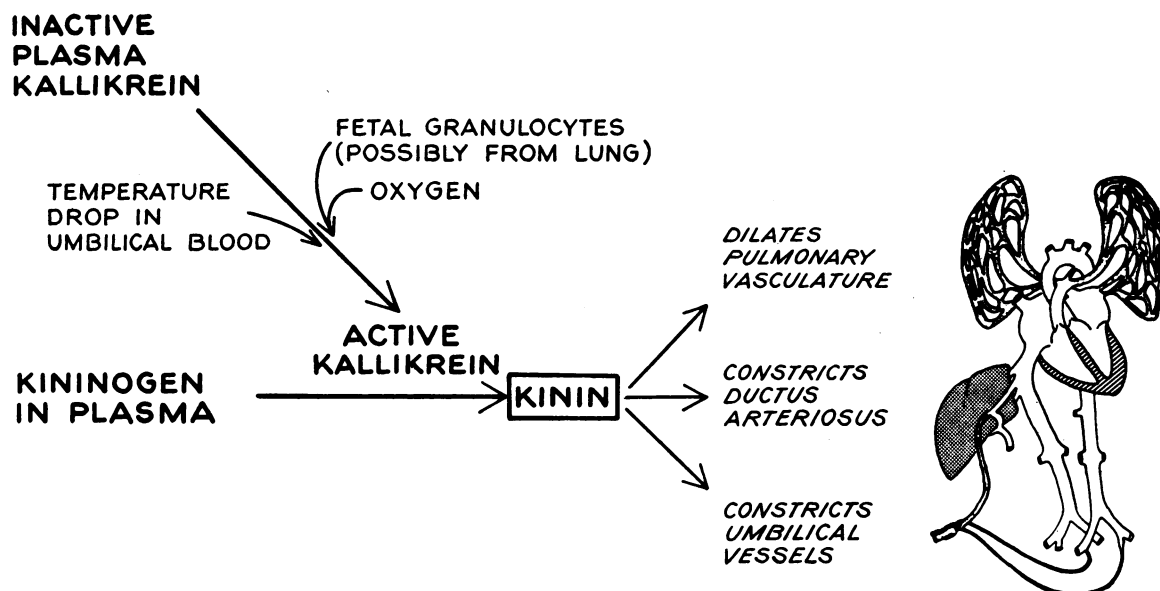 INACTIVE
PLASMA
KALLIKREIN
FETAL GRANULOCYTES
(POSSIBLY FROM LUNG)
OXYGEN
TEMPERATURE
DROP IN
UMBILICAL BLOOD
ACTIVE
KALLIKREIN
KININOGEN
IN PLASMA
KININ
DILATES
PULMONARY
VASCULATURE
CONSTRICTS
DUCTUS
ARTERIOSUS
CONSTRICTS
UMBILICAL
VESSELS